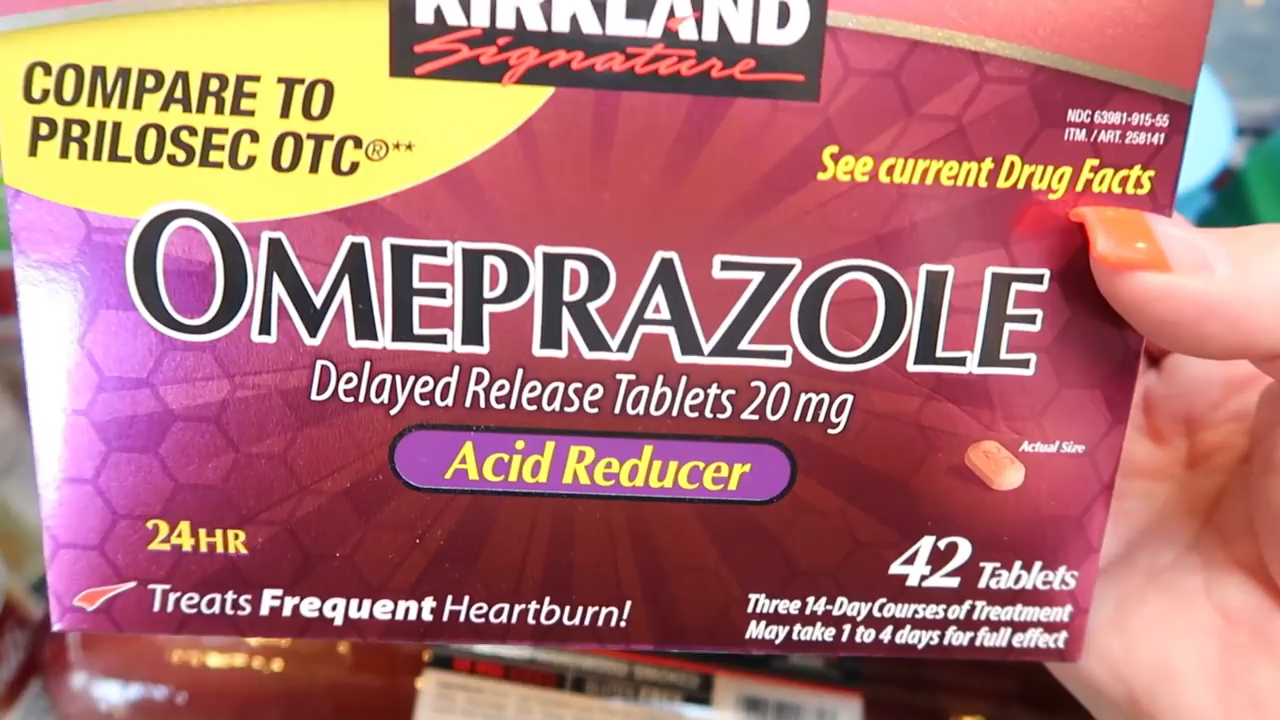 KIRKLAND
Signature
COMPARE TO
PRILOSEC OTC®**
NDC 63981-915-55
ITM. / ART. 258141
See current Drug Facts
OMEPRAZOLE
Delayed Release Tablets 20 mg
Acid Reducer
Actual Size
24HR
Treats Frequent Heartburn!
42 Tablets
Three 14-Day Courses of Treatment
May take 1 to 4 days for full effect